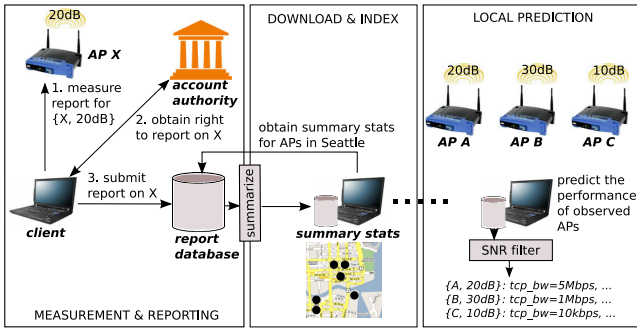 20dB
AP X
1. measure
report for
{X, 20dB}
account
authority
2. obtain right
to report on X
3. submit
report on X
client
report
database
MEASUREMENT & REPORTING
DOWNLOAD & INDEX
obtain summary stats
for APs in Seattle
summarize
summary stats
LOCAL PREDICTION
20dB
30dB
10dB
AP A
AP B
AP C
predict the
performance
of observed
APs
SNR filter
{A, 20dB}: tcp_bw=5Mbps, ...
{B, 30dB}: tcp_bw=1Mbps, ...
{C, 10dB}: tcp_bw=10kbps, ...